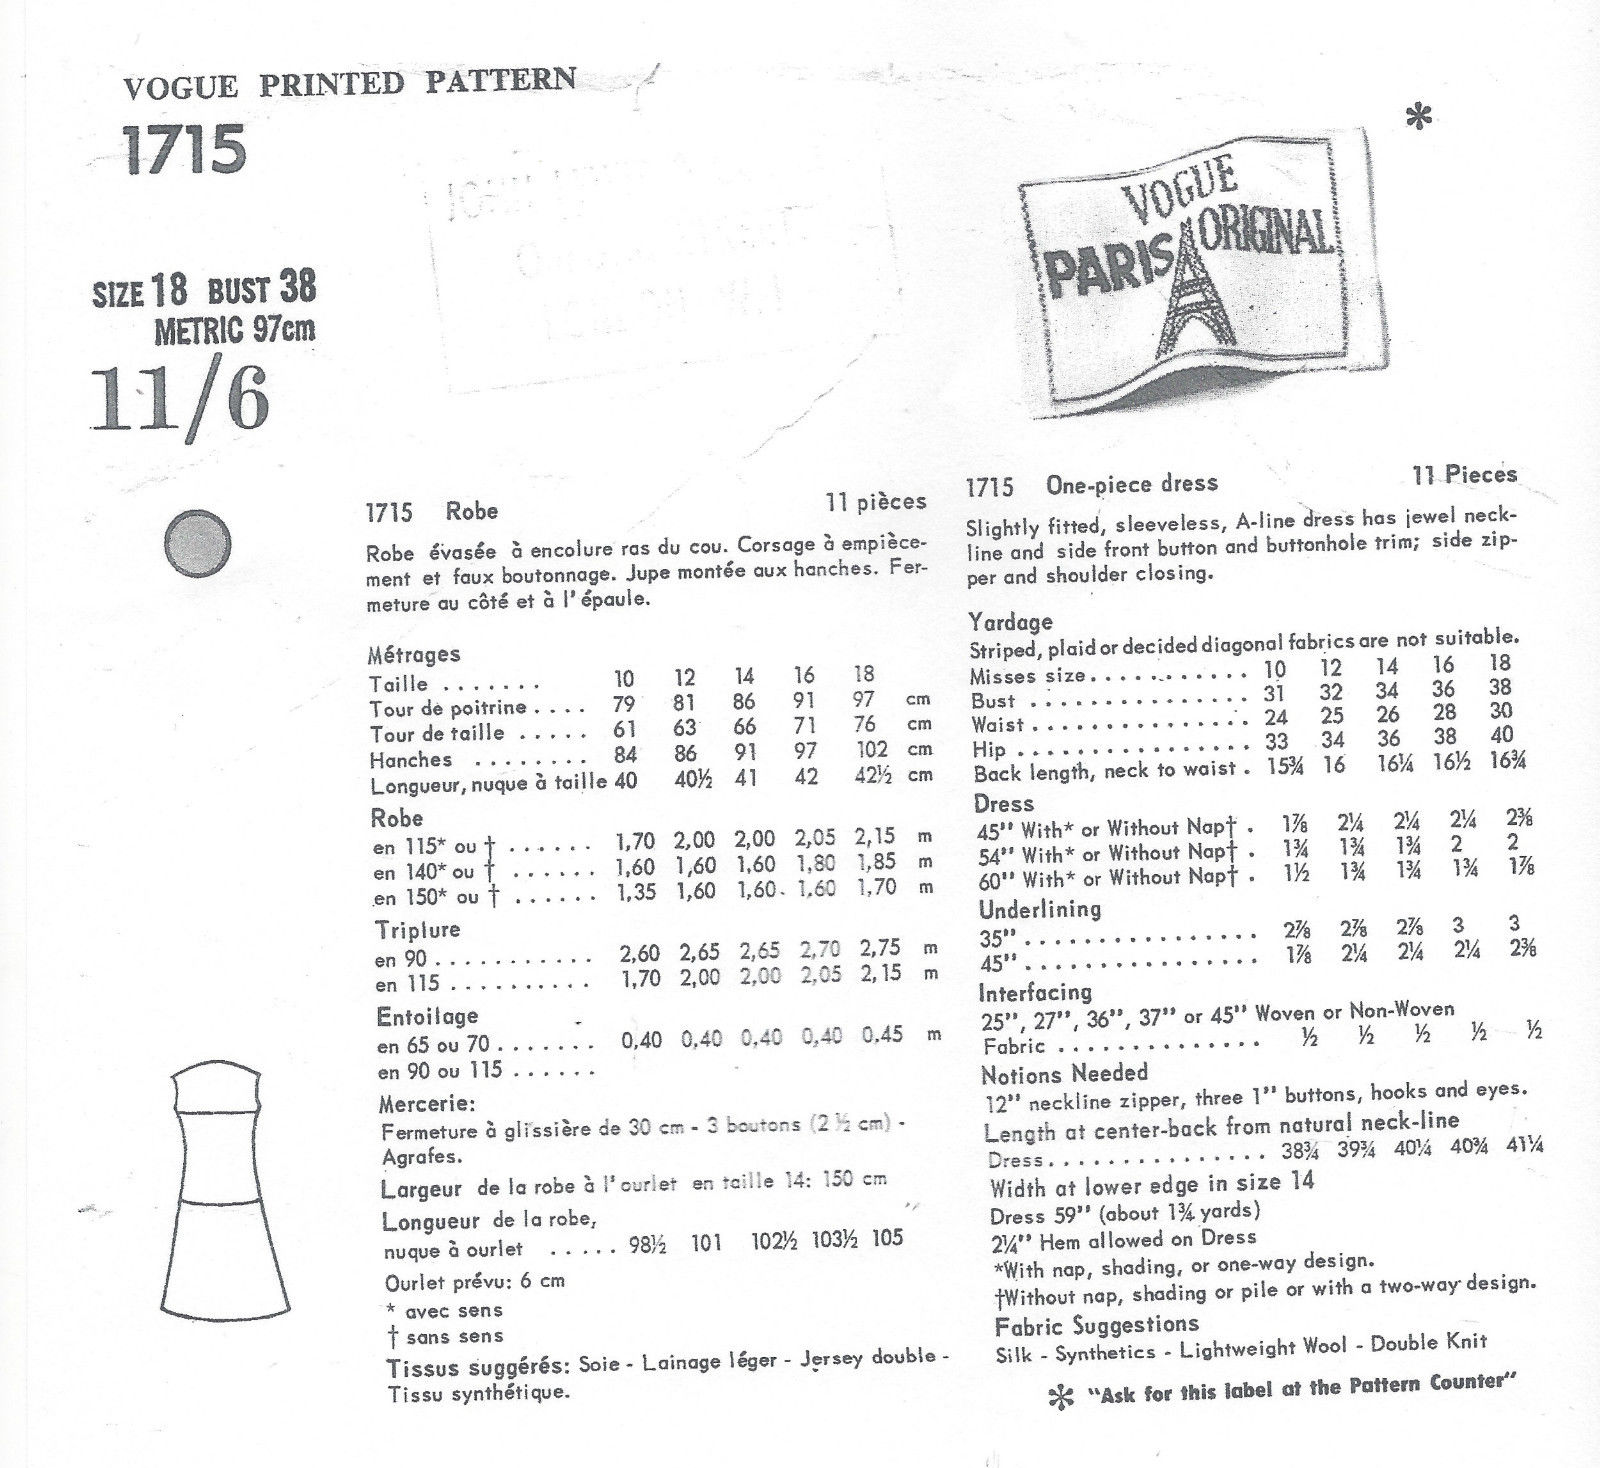 VOGUE PRINTED PATTERN
1715
SIZE 18 BUST 38
METRIC 97cm
11/6
*
VOGUE
PARIS ORIGINAL
1715 Robe 11 pièces
Robe évasée à encolure ras du cou. Corsage à empièce-
ment et faux boutonnage. Jupe montée aux hanches. Fer-
meture au côté et à l'épaule.
Métrages
Taille ....... 10 12 14 16 18
Tour de poitrine .... 79 81 86 91 97 cm
Tour de taille ..... 61 63 66 71 76 cm
Hanches ........ 84 86 91 97 102 cm
Longueur, nuque à taille 40 40½ 41 42 42½ cm
Robe
en 115* ou † ...... 1,70 2,00 2,00 2,05 2,15 m
en 140* ou † ...... 1,60 1,60 1,60 1,80 1,85 m
en 150* ou † ...... 1,35 1,60 1,60 1,60 1,70 m
Triplure
en 90 ........... 2,60 2,65 2,65 2,70 2,75 m
en 115 .......... 1,70 2,00 2,00 2,05 2,15 m
Entoilage
en 65 ou 70 ....... 0,40 0,40 0,40 0,40 0,45 m
en 90 ou 115 ......
Mercerie:
Fermeture à glissière de 30 cm - 3 boutons (2 ½ cm) -
Agrafes.
Largeur de la robe à l'ourlet en taille 14: 150 cm
Longueur de la robe,
nuque à ourlet ..... 98½ 101 102½ 103½ 105
Ourlet prévu: 6 cm
* avec sens
† sans sens
Tissus suggérés: Soie - Lainage léger - Jersey double -
Tissu synthétique.
1715 One-piece dress 11 Pieces
Slightly fitted, sleeveless, A-line dress has jewel neck-
line and side front button and buttonhole trim; side zip-
per and shoulder closing.
Yardage
Striped, plaid or decided diagonal fabrics are not suitable.
Misses size ........... 10 12 14 16 18
Bust ............... 31 32 34 36 38
Waist ............... 24 25 26 28 30
Hip ................ 33 34 36 38 40
Back length, neck to waist . 15¾ 16 16¼ 16½ 16¾
Dress
45" With* or Without Nap† . 1⅞ 2¼ 2¼ 2¼ 2⅜
54" With* or Without Nap† . 1¾ 1¾ 1¾ 2 2
60" With* or Without Nap† . 1½ 1¾ 1¾ 1¾ 1⅞
Underlining
35" ................ 2⅞ 2⅞ 2⅞ 3 3
45" ................ 1⅞ 2¼ 2¼ 2¼ 2⅜
Interfacing
25", 27", 36", 37" or 45" Woven or Non-Woven
Fabric .............. ½ ½ ½ ½ ½
Notions Needed
12" neckline zipper, three 1" buttons, hooks and eyes.
Length at center-back from natural neck-line
Dress ............... 38¾ 39¾ 40¼ 40¾ 41¼
Width at lower edge in size 14
Dress 59" (about 1¾ yards)
2¼" Hem allowed on Dress
*With nap, shading, or one-way design.
†Without nap, shading or pile or with a two-way design.
Fabric Suggestions
Silk - Synthetics - Lightweight Wool - Double Knit
* "Ask for this label at the Pattern Counter"